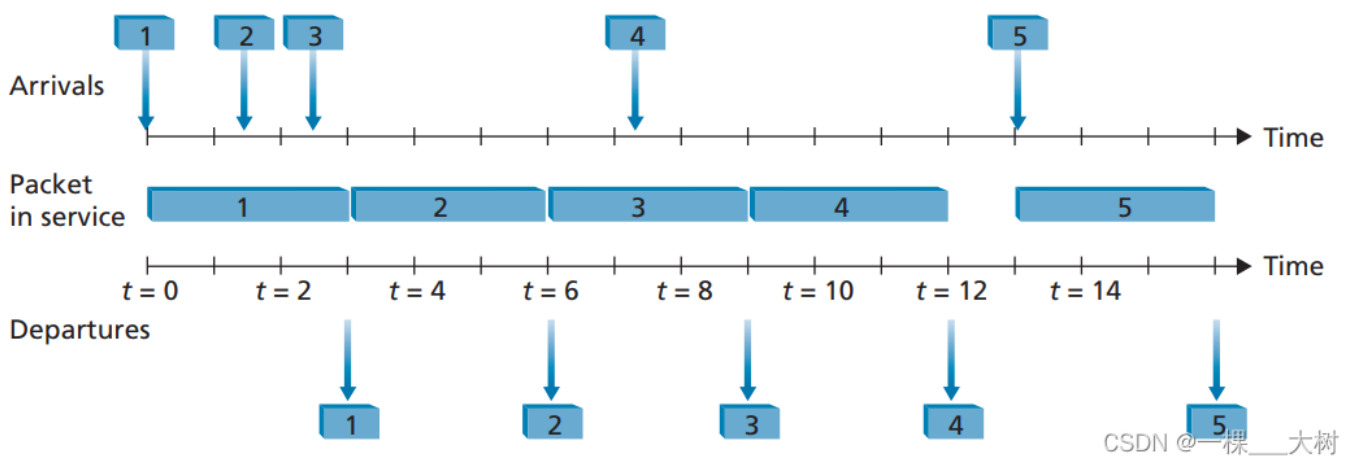 1 2 3 4 5
Arrivals
Time
Packet
in service
1 2 3 4 5
Time
t = 0 t = 2 t = 4 t = 6 t = 8 t = 10 t = 12 t = 14
Departures
1 2 3 4 5
CSDN @一棵___大树